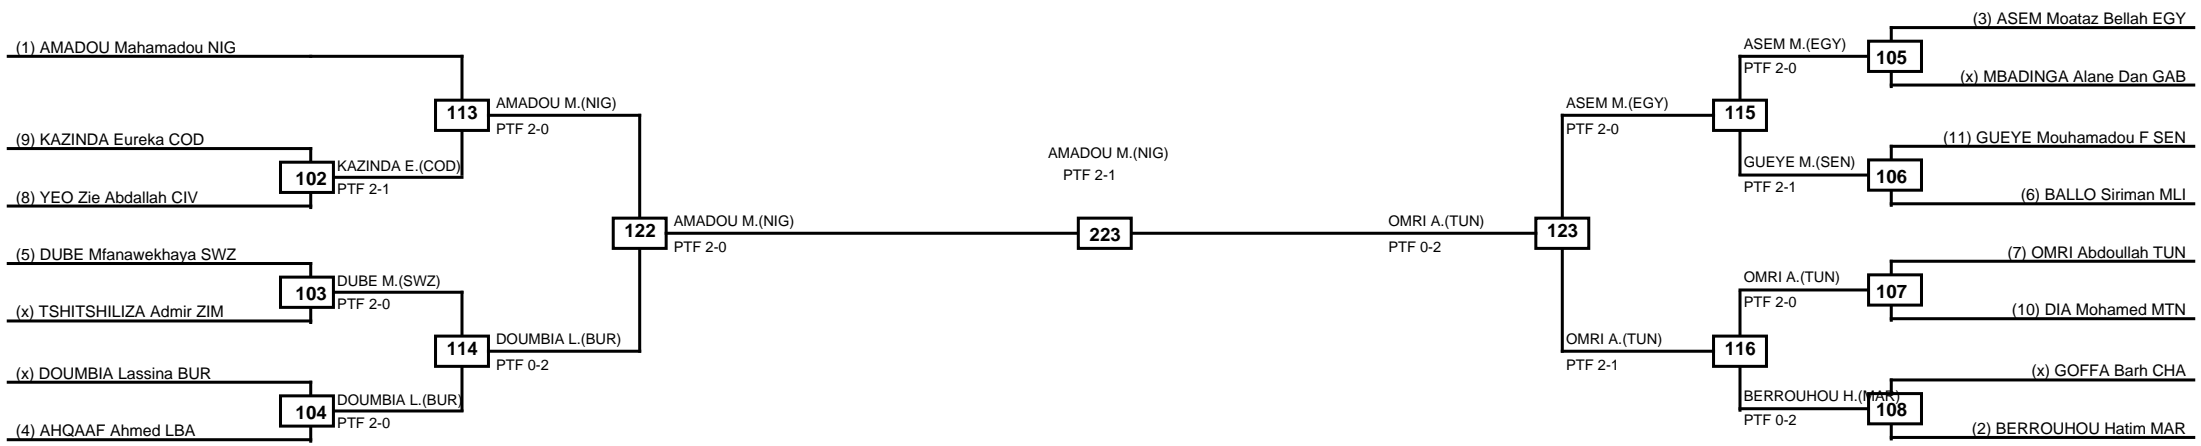 (1) AMADOU Mahamadou NIG
113
AMADOU M.(NIG)
PTF 2-0
(9) KAZINDA Eureka COD
102
KAZINDA E.(COD)
PTF 2-1
(8) YEO Zie Abdallah CIV
122
AMADOU M.(NIG)
PTF 2-0
(5) DUBE Mfanawekhaya SWZ
103
DUBE M.(SWZ)
PTF 2-0
(x) TSHITSHILIZA Admir ZIM
114
DOUMBIA L.(BUR)
PTF 0-2
(x) DOUMBIA Lassina BUR
104
DOUMBIA L.(BUR)
PTF 2-0
(4) AHQAAF Ahmed LBA
AMADOU M.(NIG)
PTF 2-1
223
(3) ASEM Moataz Bellah EGY
ASEM M.(EGY)
PTF 2-0
105
(x) MBADINGA Alane Dan GAB
ASEM M.(EGY)
PTF 2-0
115
(11) GUEYE Mouhamadou F SEN
GUEYE M.(SEN)
PTF 2-1
106
(6) BALLO Siriman MLI
OMRI A.(TUN)
PTF 0-2
123
(7) OMRI Abdoullah TUN
OMRI A.(TUN)
PTF 2-0
107
(10) DIA Mohamed MTN
OMRI A.(TUN)
PTF 2-1
116
(x) GOFFA Barh CHA
BERROUHOU H.(MAR)
PTF 0-2
108
(2) BERROUHOU Hatim MAR